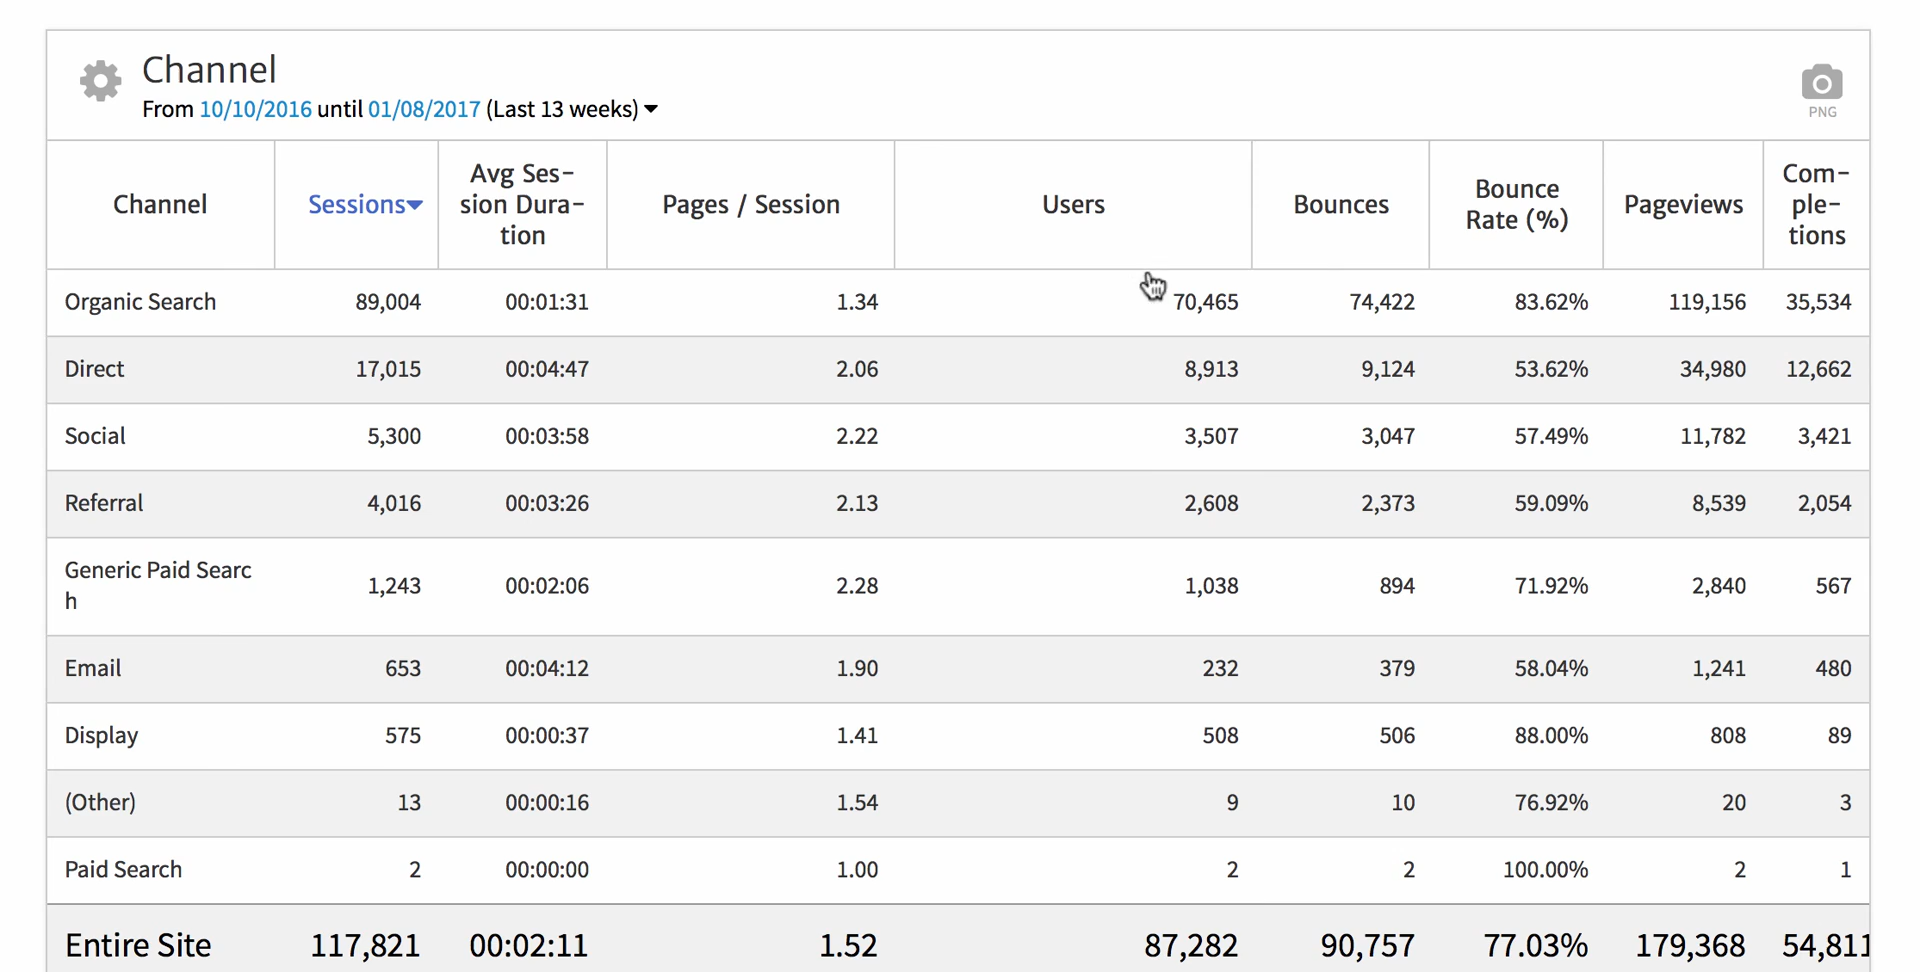 Channel
From 10/10/2016 until 01/08/2017 (Last 13 weeks)
PNG
Channel Sessions Avg Ses-
sion Dura-
tion Pages / Session Users Bounces Bounce
Rate (%) Pageviews Com-
ple-
tions
Organic Search 89,004 00:01:31 1.34 70,465 74,422 83.62% 119,156 35,534
Direct 17,015 00:04:47 2.06 8,913 9,124 53.62% 34,980 12,662
Social 5,300 00:03:58 2.22 3,507 3,047 57.49% 11,782 3,421
Referral 4,016 00:03:26 2.13 2,608 2,373 59.09% 8,539 2,054
Generic Paid Searc
h 1,243 00:02:06 2.28 1,038 894 71.92% 2,840 567
Email 653 00:04:12 1.90 232 379 58.04% 1,241 480
Display 575 00:00:37 1.41 508 506 88.00% 808 89
(Other) 13 00:00:16 1.54 9 10 76.92% 20 3
Paid Search 2 00:00:00 1.00 2 2 100.00% 2 1
Entire Site 117,821 00:02:11 1.52 87,282 90,757 77.03% 179,368 54,811